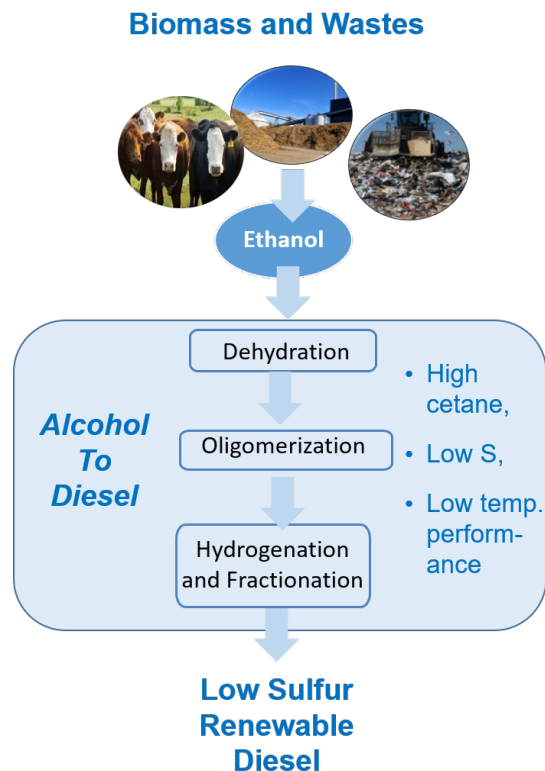 Biomass and Wastes
Ethanol
Dehydration
Oligomerization
Hydrogenation
and Fractionation
Alcohol
To
Diesel
• High
cetane,
• Low S,
• Low temp.
perform-
ance
Low Sulfur
Renewable
Diesel